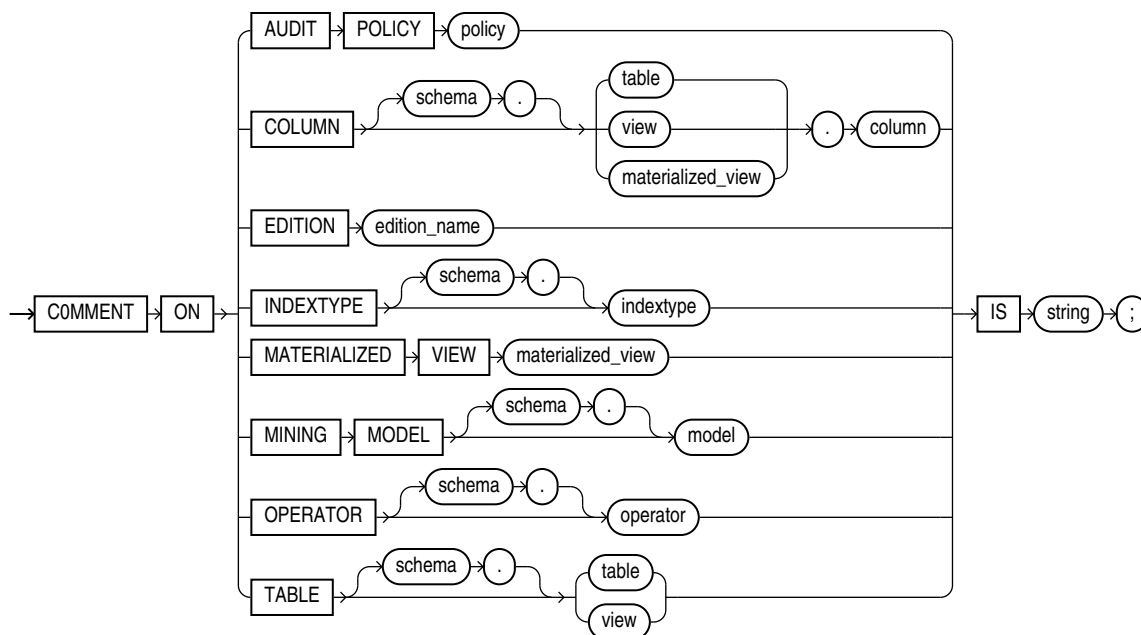 AUDIT POLICY policy
schema . table
COLUMN view . column
materialized_view
EDITION edition_name
schema .
C0MMENT ON INDEXTYPE indextype IS string ;
MATERIALIZED VIEW materialized_view
schema .
MINING MODEL model
schema .
OPERATOR operator
schema . table
TABLE view